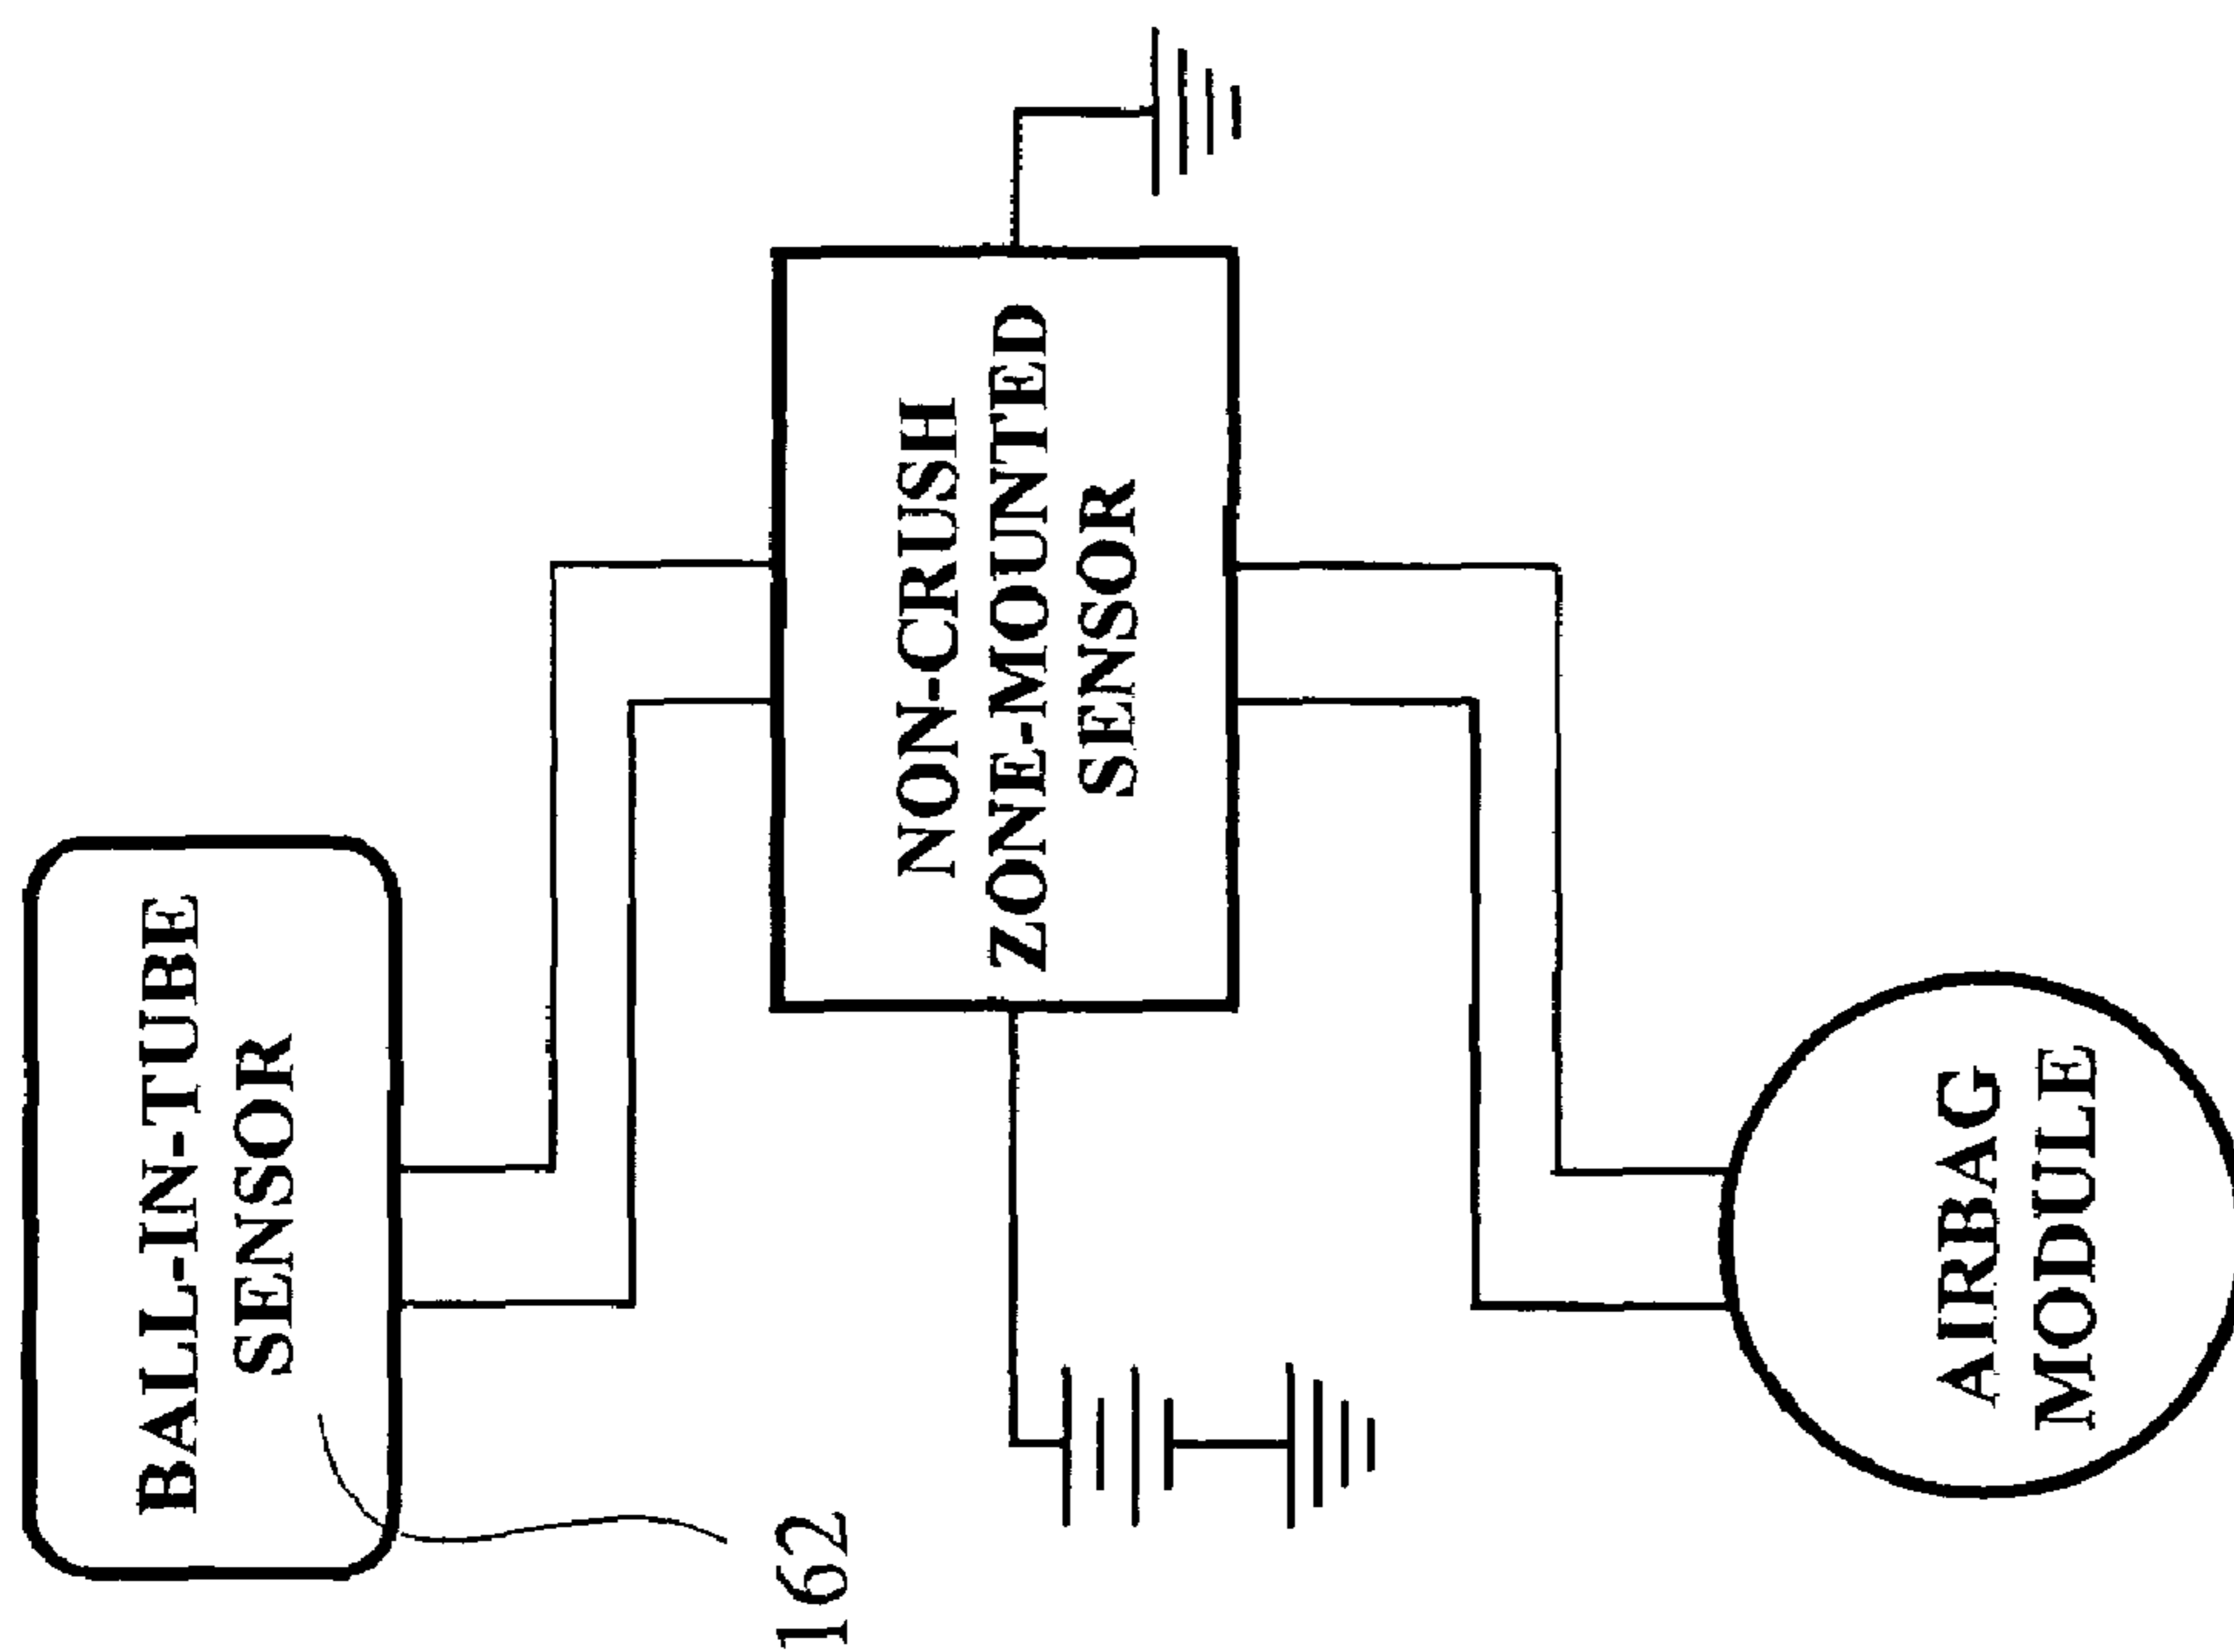 BALL-IN-TUBE
SENSOR
162
NON-CRUSH
ZONE-MOUNTED
SENSOR
AIRBAG
MODULE